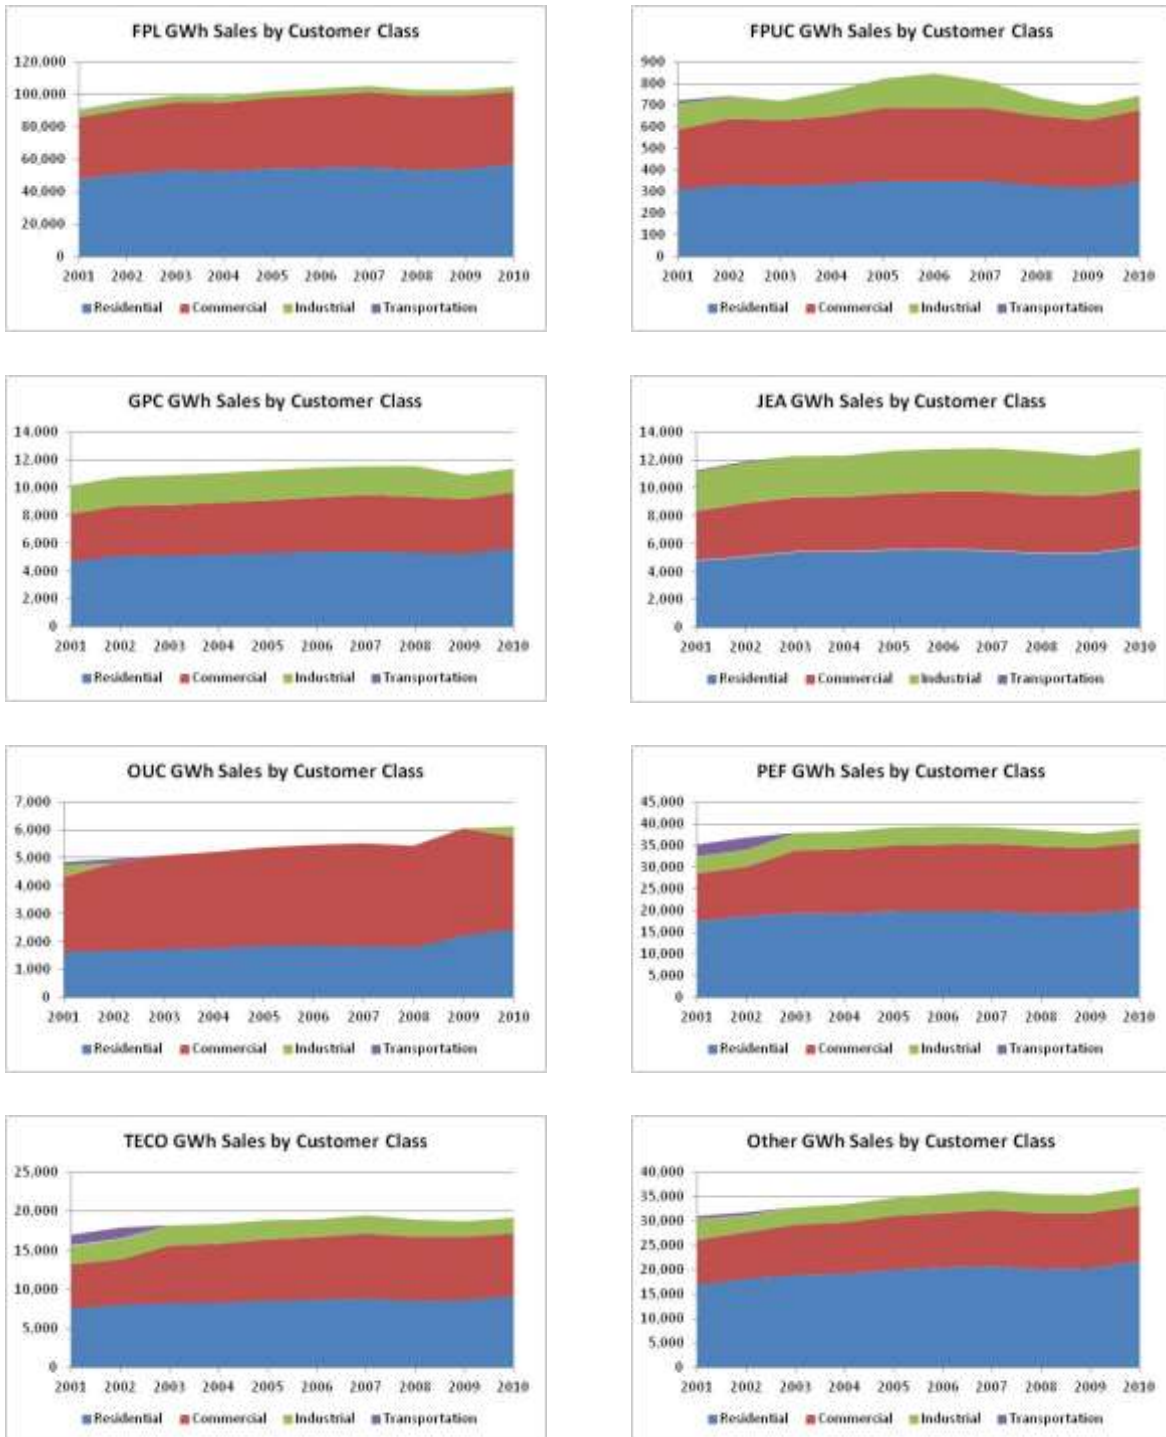 FPL GWh Sales by Customer Class
120,000
100,000
80,000
60,000
40,000
20,000
0
2001 2002 2003 2004 2005 2006 2007 2008 2009 2010
Residential Commercial Industrial Transportation
FPUC GWh Sales by Customer Class
900
800
700
600
500
400
300
200
100
0
2001 2002 2003 2004 2005 2006 2007 2008 2009 2010
Residential Commercial Industrial Transportation
GPC GWh Sales by Customer Class
14,000
12,000
10,000
8,000
6,000
4,000
2,000
0
2001 2002 2003 2004 2005 2006 2007 2008 2009 2010
Residential Commercial Industrial Transportation
JEA GWh Sales by Customer Class
14,000
12,000
10,000
8,000
6,000
4,000
2,000
0
2001 2002 2003 2004 2005 2006 2007 2008 2009 2010
Residential Commercial Industrial Transportation
OUC GWh Sales by Customer Class
7,000
6,000
5,000
4,000
3,000
2,000
1,000
0
2001 2002 2003 2004 2005 2006 2007 2008 2009 2010
Residential Commercial Industrial Transportation
PEF GWh Sales by Customer Class
45,000
40,000
35,000
30,000
25,000
20,000
15,000
10,000
5,000
0
2001 2002 2003 2004 2005 2006 2007 2008 2009 2010
Residential Commercial Industrial Transportation
TECO GWh Sales by Customer Class
25,000
20,000
15,000
10,000
5,000
0
2001 2002 2003 2004 2005 2006 2007 2008 2009 2010
Residential Commercial Industrial Transportation
Other GWh Sales by Customer Class
40,000
35,000
30,000
25,000
20,000
15,000
10,000
5,000
0
2001 2002 2003 2004 2005 2006 2007 2008 2009 2010
Residential Commercial Industrial Transportation